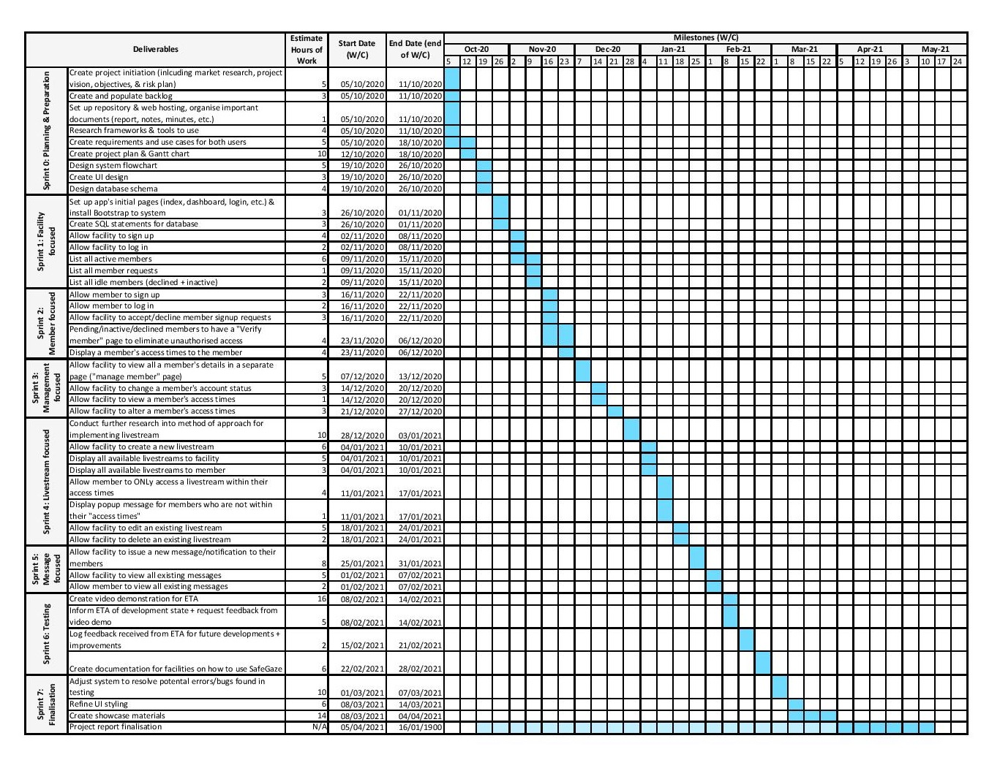 Deliverables Estimate Hours of Work Start Date (W/C) End Date (end of W/C) Milestones (W/C)
Oct-20 Nov-20 Dec-20 Jan-21 Feb-21 Mar-21 Apr-21 May-21
5 12 19 26 2 9 16 23 7 14 21 28 4 11 18 25 1 8 15 22 1 8 15 22 5 12 19 26 3 10 17 24
Sprint 0: Planning & Preparation
Create project initiation (inlcuding market research, project
vision, objectives, & risk plan) 5 05/10/2020 11/10/2020
Create and populate backlog 3 05/10/2020 11/10/2020
Set up repository & web hosting, organise important
documents (report, notes, minutes, etc.) 1 05/10/2020 11/10/2020
Research frameworks & tools to use 4 05/10/2020 11/10/2020
Create requirements and use cases for both users 5 05/10/2020 18/10/2020
Create project plan & Gantt chart 10 12/10/2020 18/10/2020
Design system flowchart 5 19/10/2020 26/10/2020
Create UI design 3 19/10/2020 26/10/2020
Design database schema 4 19/10/2020 26/10/2020
Sprint 1: Facility
focused
Set up app's initial pages (index, dashboard, login, etc.) &
install Bootstrap to system 3 26/10/2020 01/11/2020
Create SQL statements for database 3 26/10/2020 01/11/2020
Allow facility to sign up 4 02/11/2020 08/11/2020
Allow facility to log in 2 02/11/2020 08/11/2020
List all active members 6 09/11/2020 15/11/2020
List all member requests 1 09/11/2020 15/11/2020
List all idle members (declined + inactive) 2 09/11/2020 15/11/2020
Sprint 2:
Member focused
Allow member to sign up 3 16/11/2020 22/11/2020
Allow member to log in 2 16/11/2020 22/11/2020
Allow facility to accept/decline member signup requests 3 16/11/2020 22/11/2020
Pending/inactive/declined members to have a "Verify
member" page to eliminate unauthorised access 4 23/11/2020 06/12/2020
Display a member's access times to the member 4 23/11/2020 06/12/2020
Sprint 3:
Management
focused
Allow facility to view all a member's details in a separate
page ("manage member" page) 5 07/12/2020 13/12/2020
Allow facility to change a member's account status 3 14/12/2020 20/12/2020
Allow facility to view a member's access times 1 14/12/2020 20/12/2020
Allow facility to alter a member's access times 3 21/12/2020 27/12/2020
Sprint 4: Livestream focused
Conduct further research into method of approach for
implementing livestream 10 28/12/2020 03/01/2021
Allow facility to create a new livestream 6 04/01/2021 10/01/2021
Display all available livestreams to facility 5 04/01/2021 10/01/2021
Display all available livestreams to member 3 04/01/2021 10/01/2021
Allow member to ONLy access a livestream within their
access times 4 11/01/2021 17/01/2021
Display popup message for members who are not within
their "access times" 1 11/01/2021 17/01/2021
Allow facility to edit an existing livestream 5 18/01/2021 24/01/2021
Allow facility to delete an existing livestream 2 18/01/2021 24/01/2021
Sprint 5:
Message
focused
Allow facility to issue a new message/notification to their
members 8 25/01/2021 31/01/2021
Allow facility to view all existing messages 5 01/02/2021 07/02/2021
Allow member to view all existing messages 2 01/02/2021 07/02/2021
Sprint 6: Testing
Create video demonstration for ETA 16 08/02/2021 14/02/2021
Inform ETA of development state + request feedback from
video demo 5 08/02/2021 14/02/2021
Log feedback received from ETA for future developments +
improvements 2 15/02/2021 21/02/2021
Create documentation for facilities on how to use SafeGaze 6 22/02/2021 28/02/2021
Sprint 7:
Finalisation
Adjust system to resolve potental errors/bugs found in
testing 10 01/03/2021 07/03/2021
Refine UI styling 6 08/03/2021 14/03/2021
Create showcase materials 14 08/03/2021 04/04/2021
Project report finalisation N/A 05/04/2021 16/01/1900